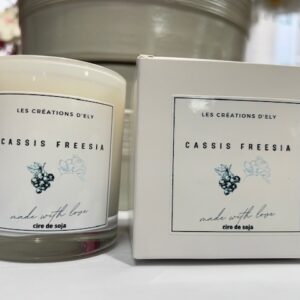 LES CRÉATIONS D'ELY
CASSIS FREESIA
made with love
cire de soja
LES CRÉATIONS D'ELY
CASSIS FREESIA
made with love
cire de soja